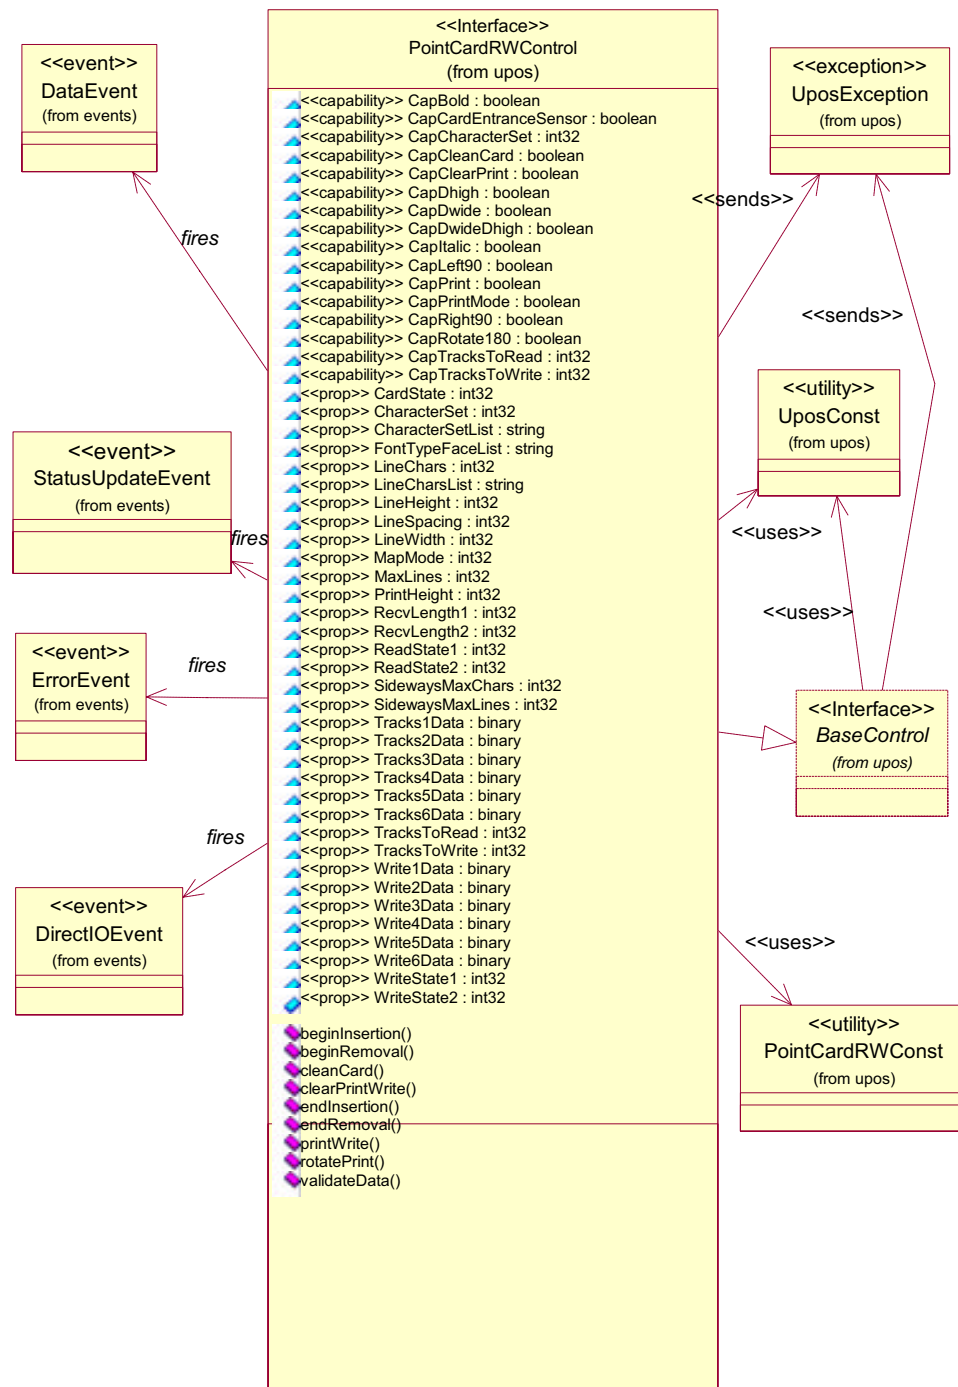 <<Interface>>
PointCardRWControl
(from upos)
<<capability>> CapBold : boolean
<<capability>> CapCardEntranceSensor : boolean
<<capability>> CapCharacterSet : int32
<<capability>> CapCleanCard : boolean
<<capability>> CapClearPrint : boolean
<<capability>> CapDhigh : boolean
<<capability>> CapDwide : boolean
<<capability>> CapDwideDhigh : boolean
<<capability>> CapItalic : boolean
<<capability>> CapLeft90 : boolean
<<capability>> CapPrint : boolean
<<capability>> CapPrintMode : boolean
<<capability>> CapRight90 : boolean
<<capability>> CapRotate180 : boolean
<<capability>> CapTracksToRead : int32
<<capability>> CapTracksToWrite : int32
<<prop>> CardState : int32
<<prop>> CharacterSet : int32
<<prop>> CharacterSetList : string
<<prop>> FontTypeFaceList : string
<<prop>> LineChars : int32
<<prop>> LineCharsList : string
<<prop>> LineHeight : int32
<<prop>> LineSpacing : int32
<<prop>> LineWidth : int32
<<prop>> MapMode : int32
<<prop>> MaxLines : int32
<<prop>> PrintHeight : int32
<<prop>> RecvLength1 : int32
<<prop>> RecvLength2 : int32
<<prop>> ReadState1 : int32
<<prop>> ReadState2 : int32
<<prop>> SidewaysMaxChars : int32
<<prop>> SidewaysMaxLines : int32
<<prop>> Tracks1Data : binary
<<prop>> Tracks2Data : binary
<<prop>> Tracks3Data : binary
<<prop>> Tracks4Data : binary
<<prop>> Tracks5Data : binary
<<prop>> Tracks6Data : binary
<<prop>> TracksToRead : int32
<<prop>> TracksToWrite : int32
<<prop>> Write1Data : binary
<<prop>> Write2Data : binary
<<prop>> Write3Data : binary
<<prop>> Write4Data : binary
<<prop>> Write5Data : binary
<<prop>> Write6Data : binary
<<prop>> WriteState1 : int32
<<prop>> WriteState2 : int32
beginInsertion()
beginRemoval()
cleanCard()
clearPrintWrite()
endInsertion()
endRemoval()
printWrite()
rotatePrint()
validateData()
<<event>>
DataEvent
(from events)
fires
<<event>>
StatusUpdateEvent
(from events)
fires
<<event>>
ErrorEvent
(from events)
fires
<<event>>
DirectIOEvent
(from events)
fires
<<exception>>
UposException
(from upos)
<<sends>>
<<sends>>
<<utility>>
UposConst
(from upos)
<<uses>>
<<uses>>
<<Interface>>
BaseControl
(from upos)
<<uses>>
<<utility>>
PointCardRWConst
(from upos)